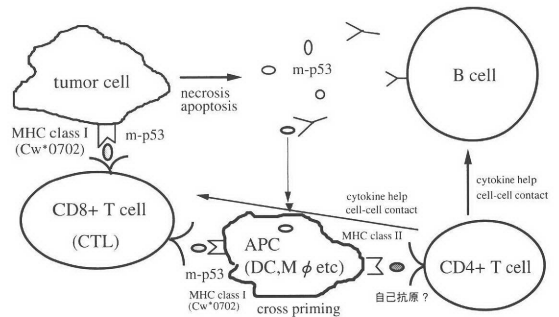 tumor cell
necrosis
apoptosis
m-p53
B cell
MHC class I
(Cw*0702)
m-p53
CD8+ T cell
(CTL)
cytokine help
cell-cell contact
cytokine help
cell-cell contact
APC
(DC,M φ etc)
MHC class II
CD4+ T cell
m-p53
MHC class I
(Cw*0702)
cross priming
自己抗原？